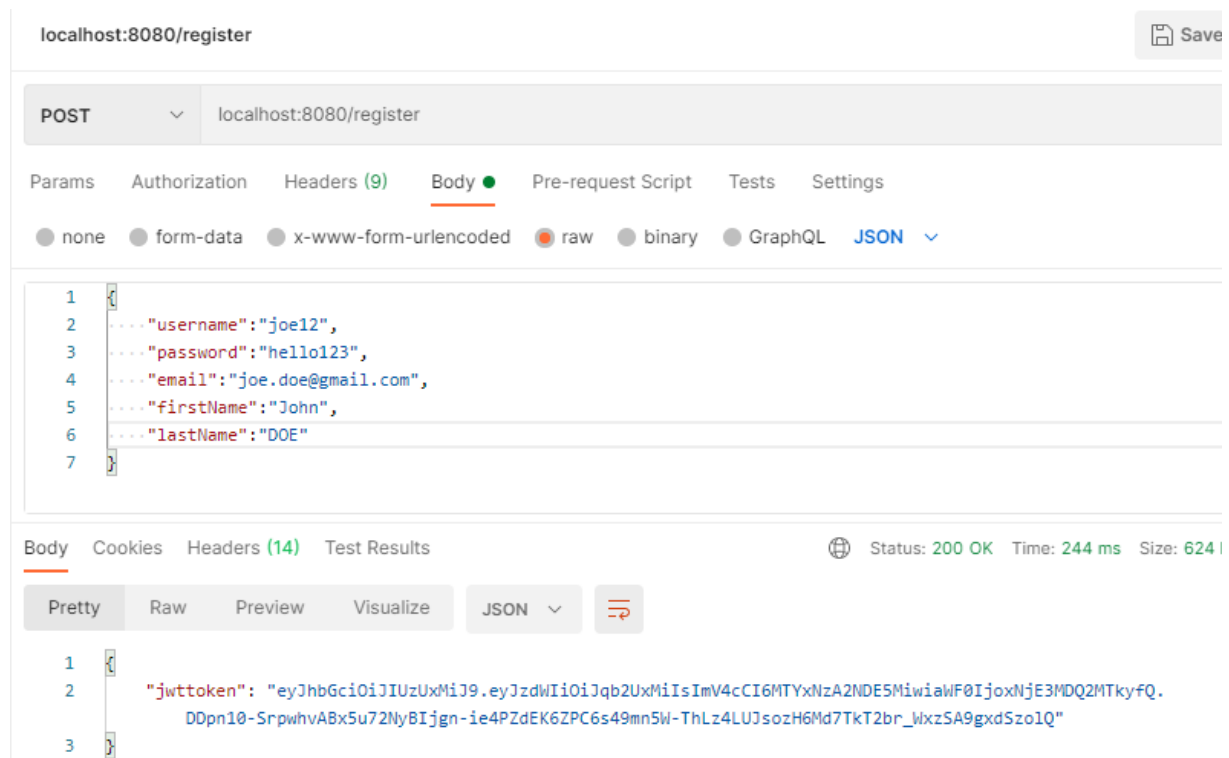 localhost:8080/register
Save
POST
localhost:8080/register
Params Authorization Headers (9) Body Pre-request Script Tests Settings
none form-data x-www-form-urlencoded raw binary GraphQL JSON
1 {
2 "username":"joe12",
3 "password":"hello123",
4 "email":"joe.doe@gmail.com",
5 "firstName":"John",
6 "lastName":"DOE"
7 }
Body Cookies Headers (14) Test Results Status: 200 OK Time: 244 ms Size: 624
Pretty Raw Preview Visualize JSON
1 {
2 "jwttoken": "eyJhbGciOiJIUzUxMiJ9.eyJzdWIiOiJqb2UxMiIsImV4cCI6MTYxNzA2NDE5MiwiaWF0IjoxNjE3MDQ2MTkyfQ.
DDpn10-SrpwhvABx5u72NyBIjgn-ie4PZdEK6ZPC6s49mn5W-ThLz4LUJsozH6Md7TkT2br_WxzSA9gxdSzolQ"
3 }